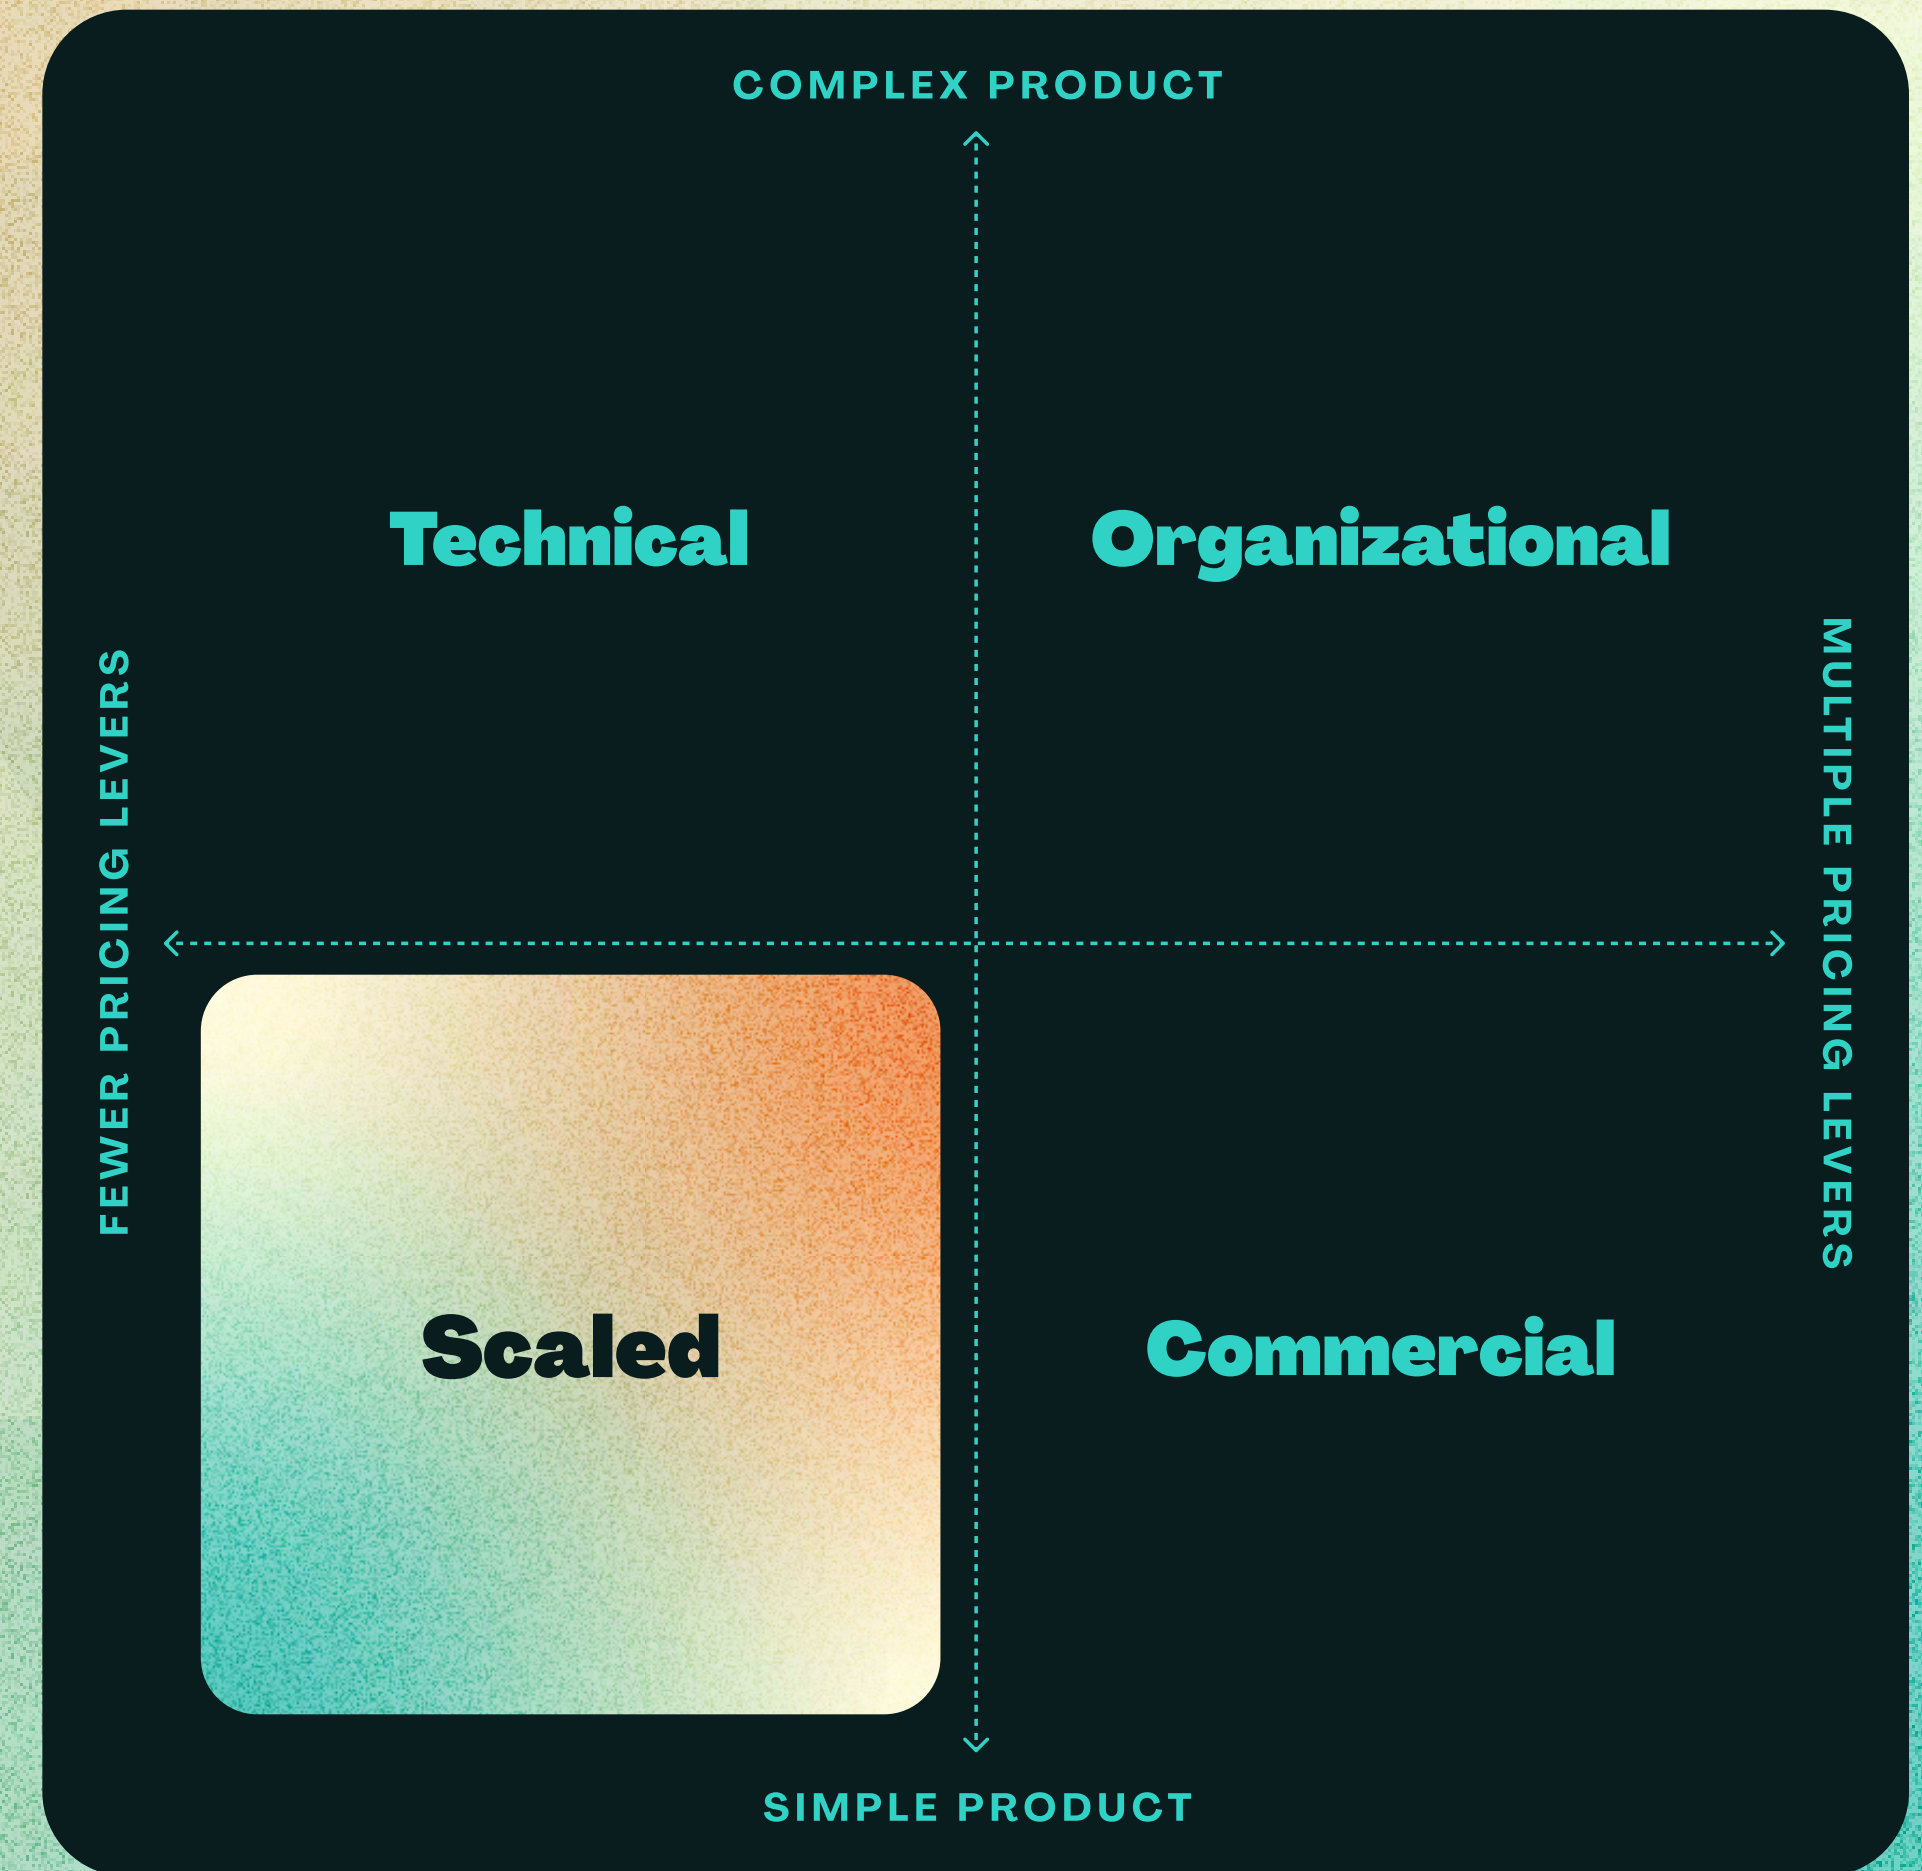 COMPLEX PRODUCT
Technical
Organizational
FEWER PRICING LEVERS
MULTIPLE PRICING LEVERS
Scaled
Commercial
SIMPLE PRODUCT